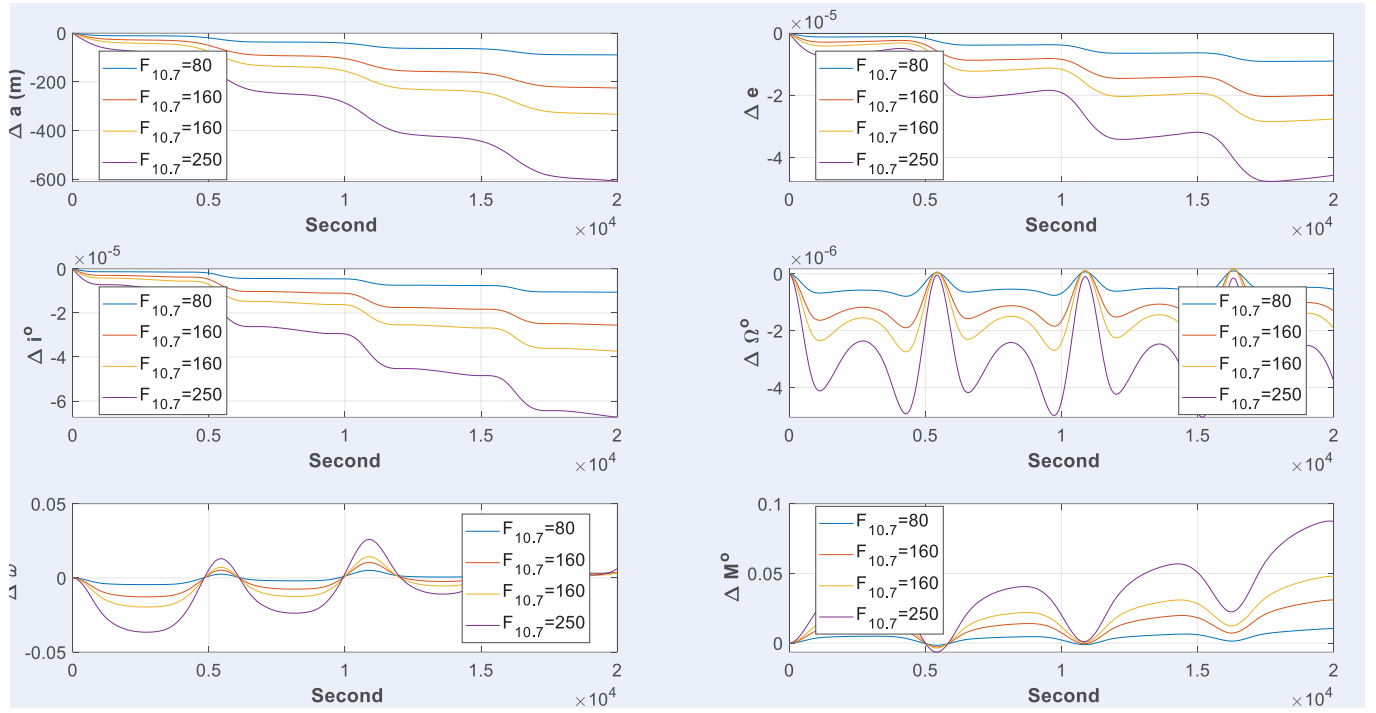 0
-200
-400
-600
Δ a (m)
F10.7=80
F10.7=160
F10.7=160
F10.7=250
0 0.5 1 1.5 2
Second
×10^4
×10^-5
0
-2
-4
Δ e
F10.7=80
F10.7=160
F10.7=160
F10.7=250
0 0.5 1 1.5 2
Second
×10^4
×10^-5
0
-2
-4
-6
Δ i^o
F10.7=80
F10.7=160
F10.7=160
F10.7=250
0 0.5 1 1.5 2
Second
×10^4
×10^-6
0
-2
-4
Δ Ω^o
F10.7=80
F10.7=160
F10.7=160
F10.7=250
0 0.5 1 1.5 2
Second
×10^4
0.05
0
-0.05
Δ ω
F10.7=80
F10.7=160
F10.7=160
F10.7=250
0 0.5 1 1.5 2
Second
×10^4
0.1
0.05
0
Δ M^o
F10.7=80
F10.7=160
F10.7=160
F10.7=250
0 0.5 1 1.5 2
Second
×10^4